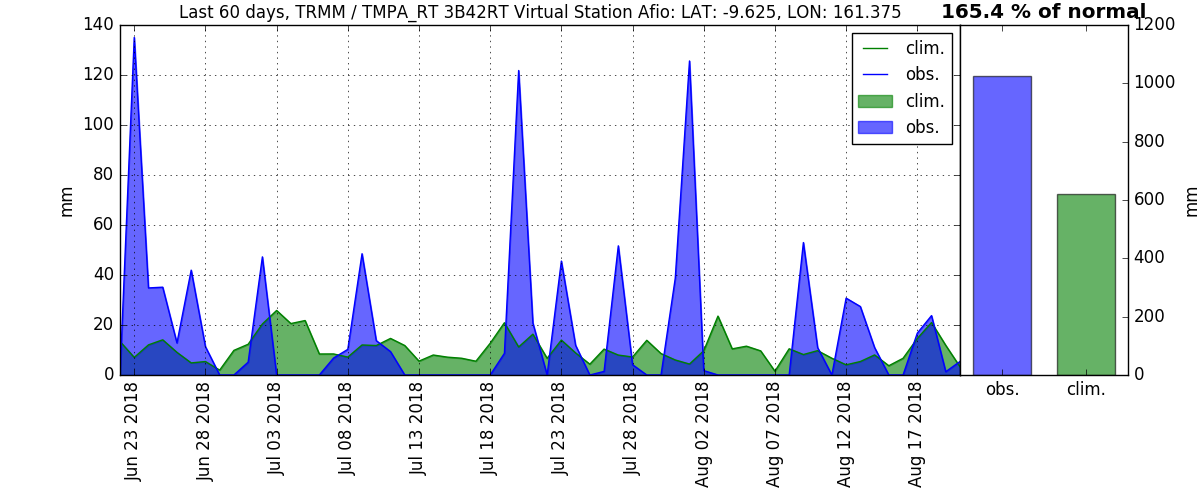 Last 60 days, TRMM / TMPA_RT 3B42RT Virtual Station Afio: LAT: -9.625, LON: 161.375
165.4 % of normal
140
120
100
80
60
40
20
0
mm
clim.
obs.
clim.
obs.
1200
1000
800
600
400
200
0
mm
Jun 23 2018
Jun 28 2018
Jul 03 2018
Jul 08 2018
Jul 13 2018
Jul 18 2018
Jul 23 2018
Jul 28 2018
Aug 02 2018
Aug 07 2018
Aug 12 2018
Aug 17 2018
obs.
clim.